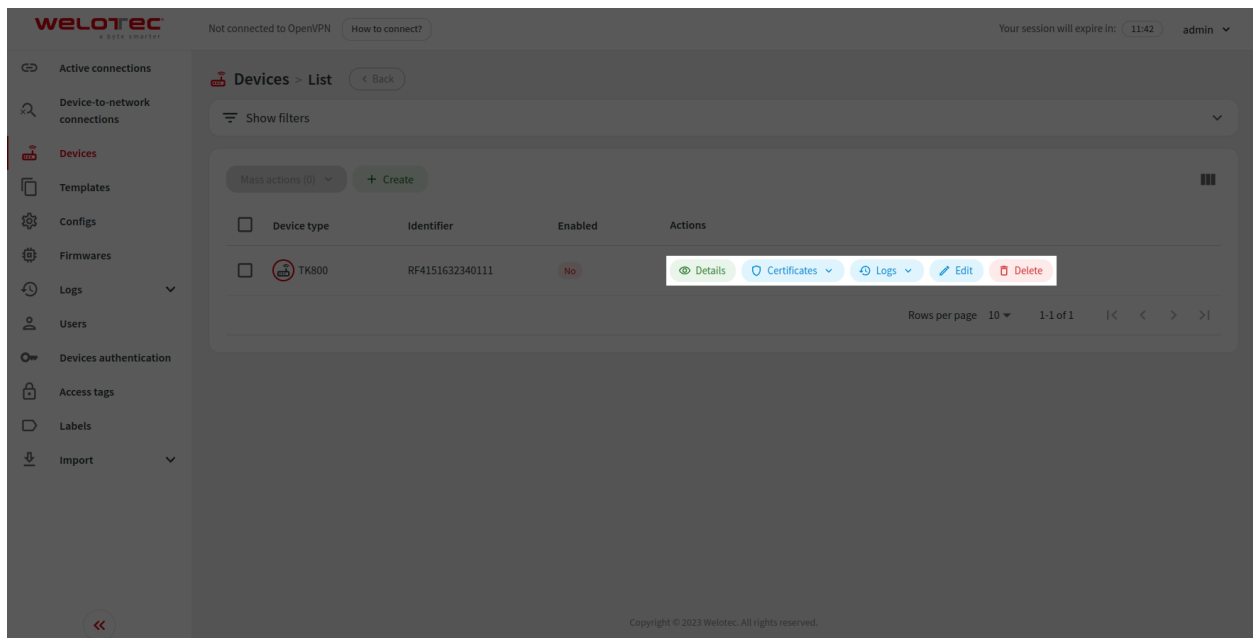 welotec
a byte smarter
Not connected to OpenVPN How to connect? Your session will expire in: 11:42 admin
Active connections
Device-to-network
connections
Devices
Templates
Configs
Firmwares
Logs
Users
Devices authentication
Access tags
Labels
Import
Devices > List < Back
Show filters
Mass actions (0) + Create
Device type Identifier Enabled Actions
TK800 RF4151632340111 No Details Certificates Logs Edit Delete
Rows per page 10 1-1 of 1
Copyright © 2023 Welotec. All rights reserved.